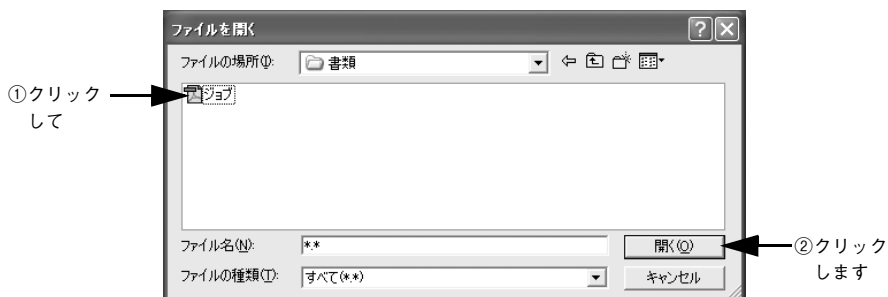 ファイルを開く
ファイルの場所(I):
書類
①クリック
して
ジョブ
ファイル名(N):
*.*
開く(O)
②クリック
します
ファイルの種類(T):
すべて(*.*)
キャンセル